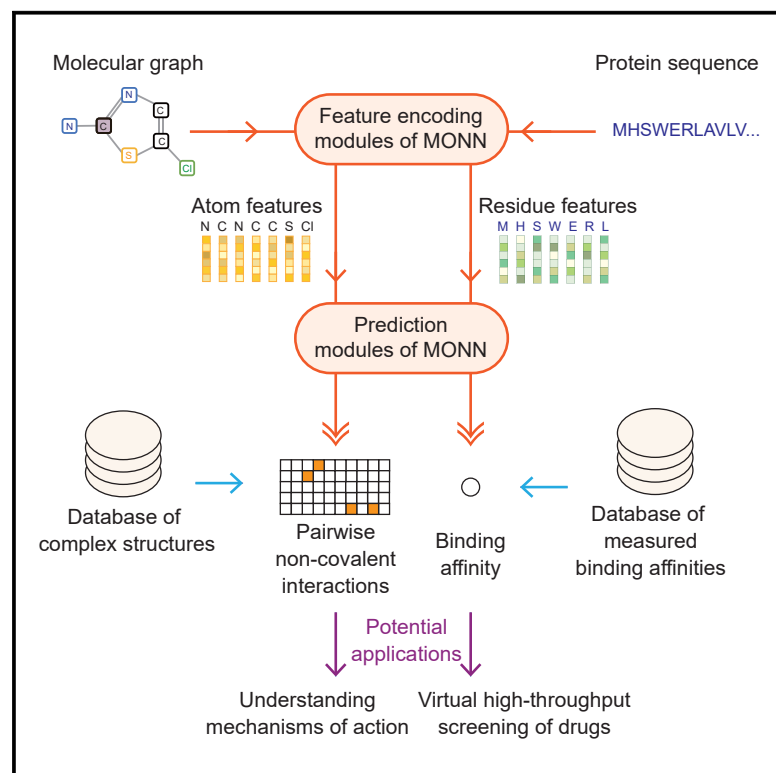 Molecular graph
Protein sequence
N
C
N
C
C
S
Cl
Feature encoding
modules of MONN
MHSWERLAVLV...
Atom features
N C N C C S Cl
Residue features
M H S W E R L
Prediction
modules of MONN
Database of
complex structures
Pairwise
non-covalent
interactions
Binding
affinity
Database of
measured
binding affinities
Potential
applications
Understanding
mechanisms of action
Virtual high-throughput
screening of drugs